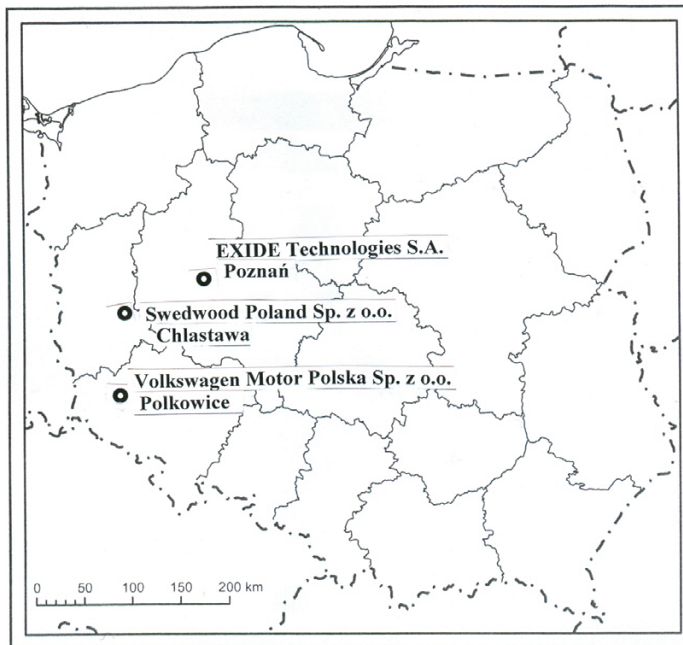 EXIDE Technologies S.A.
Poznań
Swedwood Poland Sp. z o.o.
Chlastawa
Volkswagen Motor Polska Sp. z o.o.
Polkowice
0 50 100 150 200 km